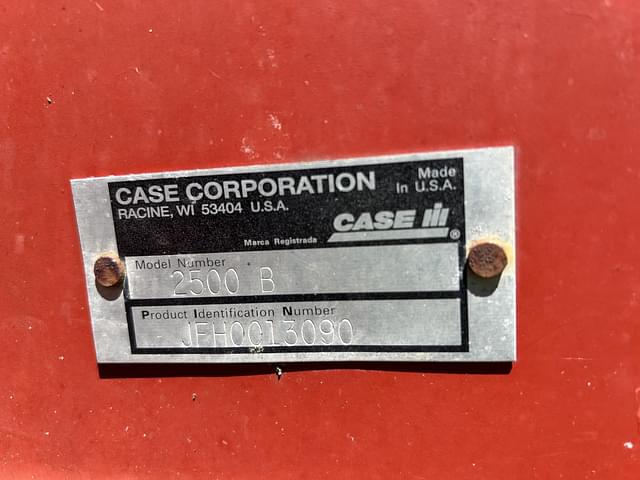 CASE CORPORATION
RACINE, WI 53404 U.S.A.
Made
In U.S.A.
CASE IH
®
Marca Registrada
Model Number
2500 B
Product Identification Number
JFH0013090